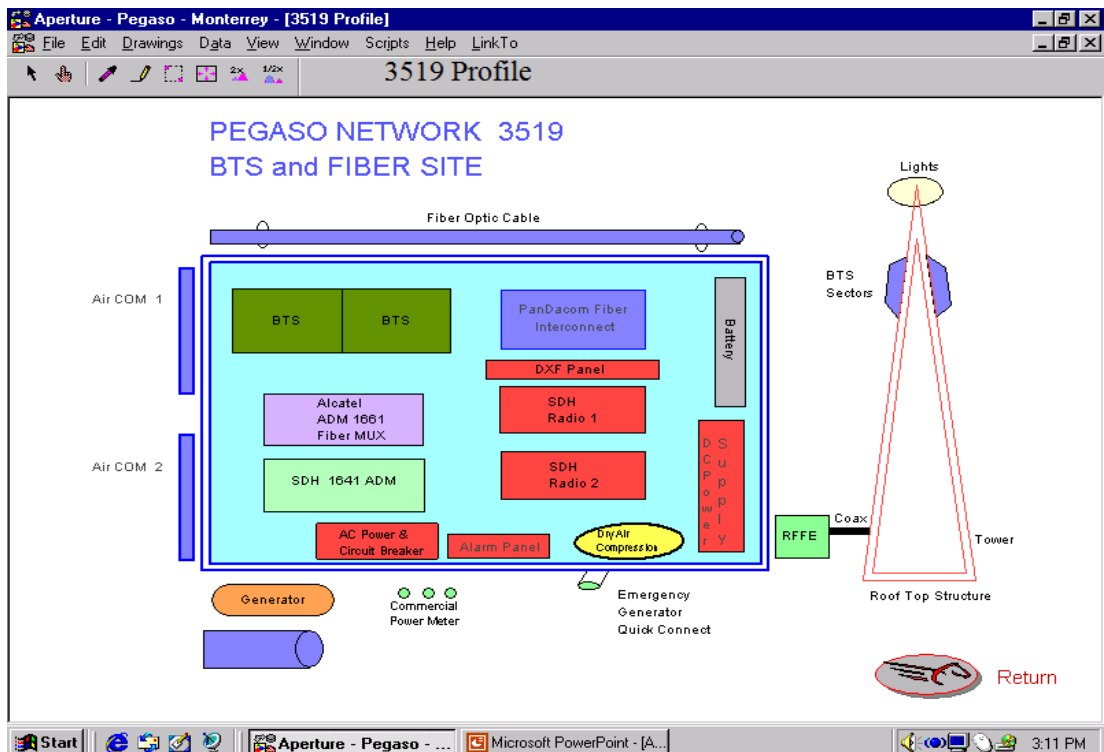 Aperture - Pegaso - Monterrey - [3519 Profile]
File Edit Drawings Data View Window Scripts Help LinkTo
2x 1/2x 3519 Profile
PEGASO NETWORK 3519
BTS and FIBER SITE
Lights
Fiber Optic Cable
BTS
Sectors
Air COM 1
BTS BTS
PanDacom Fiber
Interconnect
Battery
DXF Panel
Alcatel
ADM 1661
Fiber MUX
SDH
Radio 1
Air COM 2
SDH 1641 ADM
SDH
Radio 2
DC Power
Supply
AC Power &
Circuit Breaker
Alarm Panel
Dry/Air
Compression
RFFE
Coax
Tower
Roof Top Structure
Generator
Commercial
Power Meter
Emergency
Generator
Quick Connect
Return
Start Aperture - Pegaso - ... Microsoft PowerPoint - [A... 3:11 PM